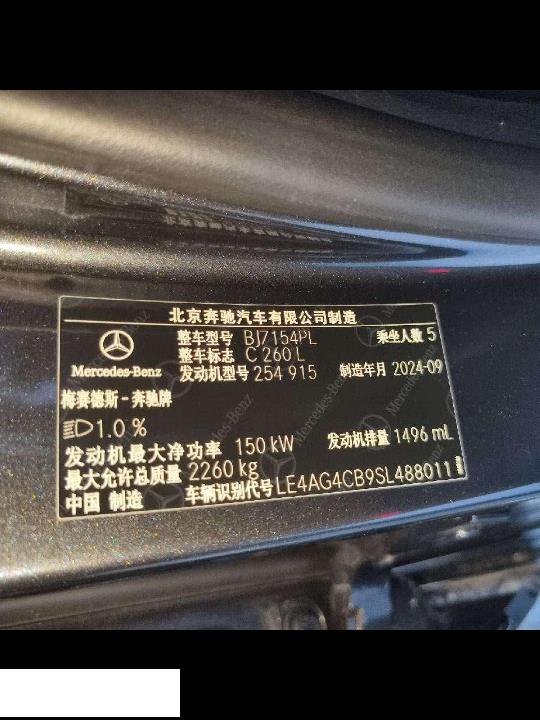 北京奔驰汽车有限公司制造
整车型号 BJ7154PL 乘坐人数 5
整车标志 C 260 L
Mercedes-Benz 发动机型号 254 915 制造年月 2024-09
梅赛德斯-奔驰牌
1.0 %
发动机最大净功率 150 kW 发动机排量 1496 mL
最大允许总质量 2260 kg
中国 制造 车辆识别代号 LE4AG4CB9SL488011